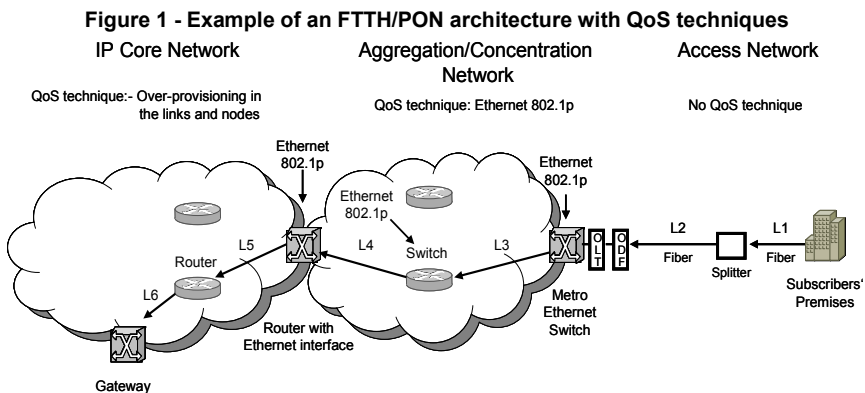 Figure 1 - Example of an FTTH/PON architecture with QoS techniques
IP Core Network
Aggregation/Concentration
Network
Access Network
QoS technique:- Over-provisioning in
the links and nodes
QoS technique: Ethernet 802.1p
No QoS technique
Ethernet
802.1p
Ethernet
802.1p
Ethernet
802.1p
L5
L4
Switch
L3
OLT
ODF
L2
Fiber
Splitter
L1
Fiber
Subscribers'
Premises
Router
L6
Router with
Ethernet interface
Metro
Ethernet
Switch
Gateway